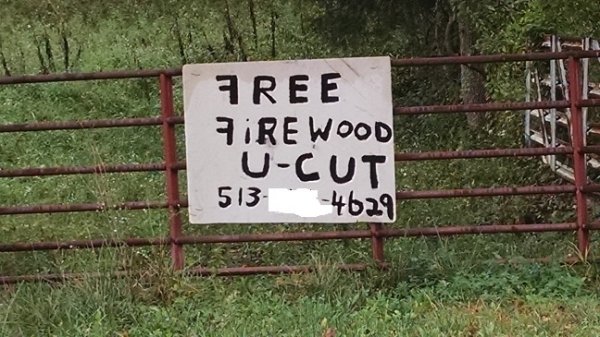 FREE
FiREWOOD
U-CUT
513-   -4629